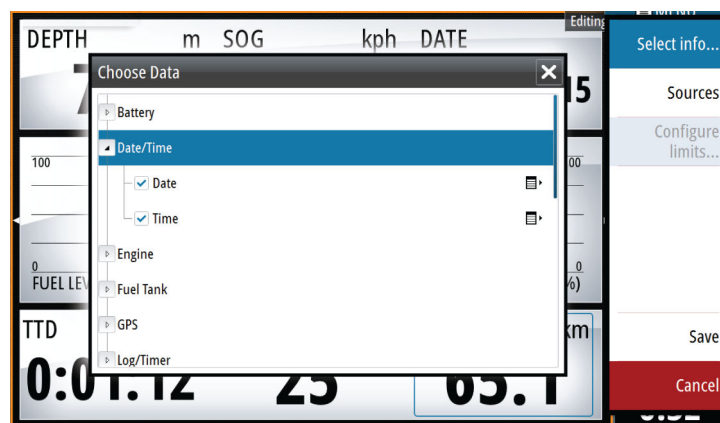 Editing
DEPTH m SOG kph DATE
Select info...
Choose Data
Battery
15
Sources
Date/Time
Configure
limits...
100
00
Date
Time
Engine
0
0
FUEL LEV
%)
Fuel Tank
TTD
GPS
km
Save
Log/Timer
0:01:12 25 65.1
Cancel